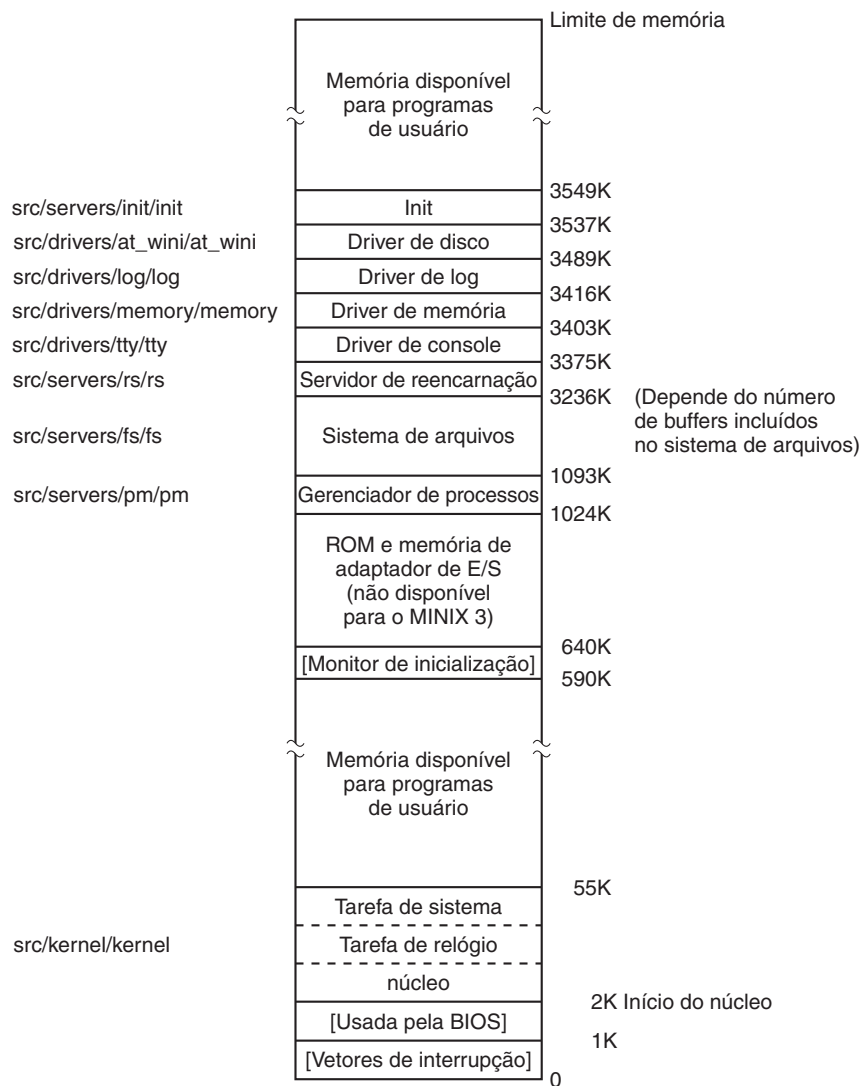 Limite de memória
Memória disponível
para programas
de usuário
3549K
src/servers/init/init
Init
3537K
src/drivers/at_wini/at_wini
Driver de disco
3489K
src/drivers/log/log
Driver de log
3416K
src/drivers/memory/memory
Driver de memória
3403K
src/drivers/tty/tty
Driver de console
3375K
src/servers/rs/rs
Servidor de reencarnação
3236K
(Depende do número
de buffers incluídos
no sistema de arquivos)
src/servers/fs/fs
Sistema de arquivos
1093K
src/servers/pm/pm
Gerenciador de processos
1024K
ROM e memória de
adaptador de E/S
(não disponível
para o MINIX 3)
640K
[Monitor de inicialização]
590K
Memória disponível
para programas
de usuário
55K
Tarefa de sistema
src/kernel/kernel
Tarefa de relógio
núcleo
2K Início do núcleo
[Usada pela BIOS]
1K
[Vetores de interrupção]
0